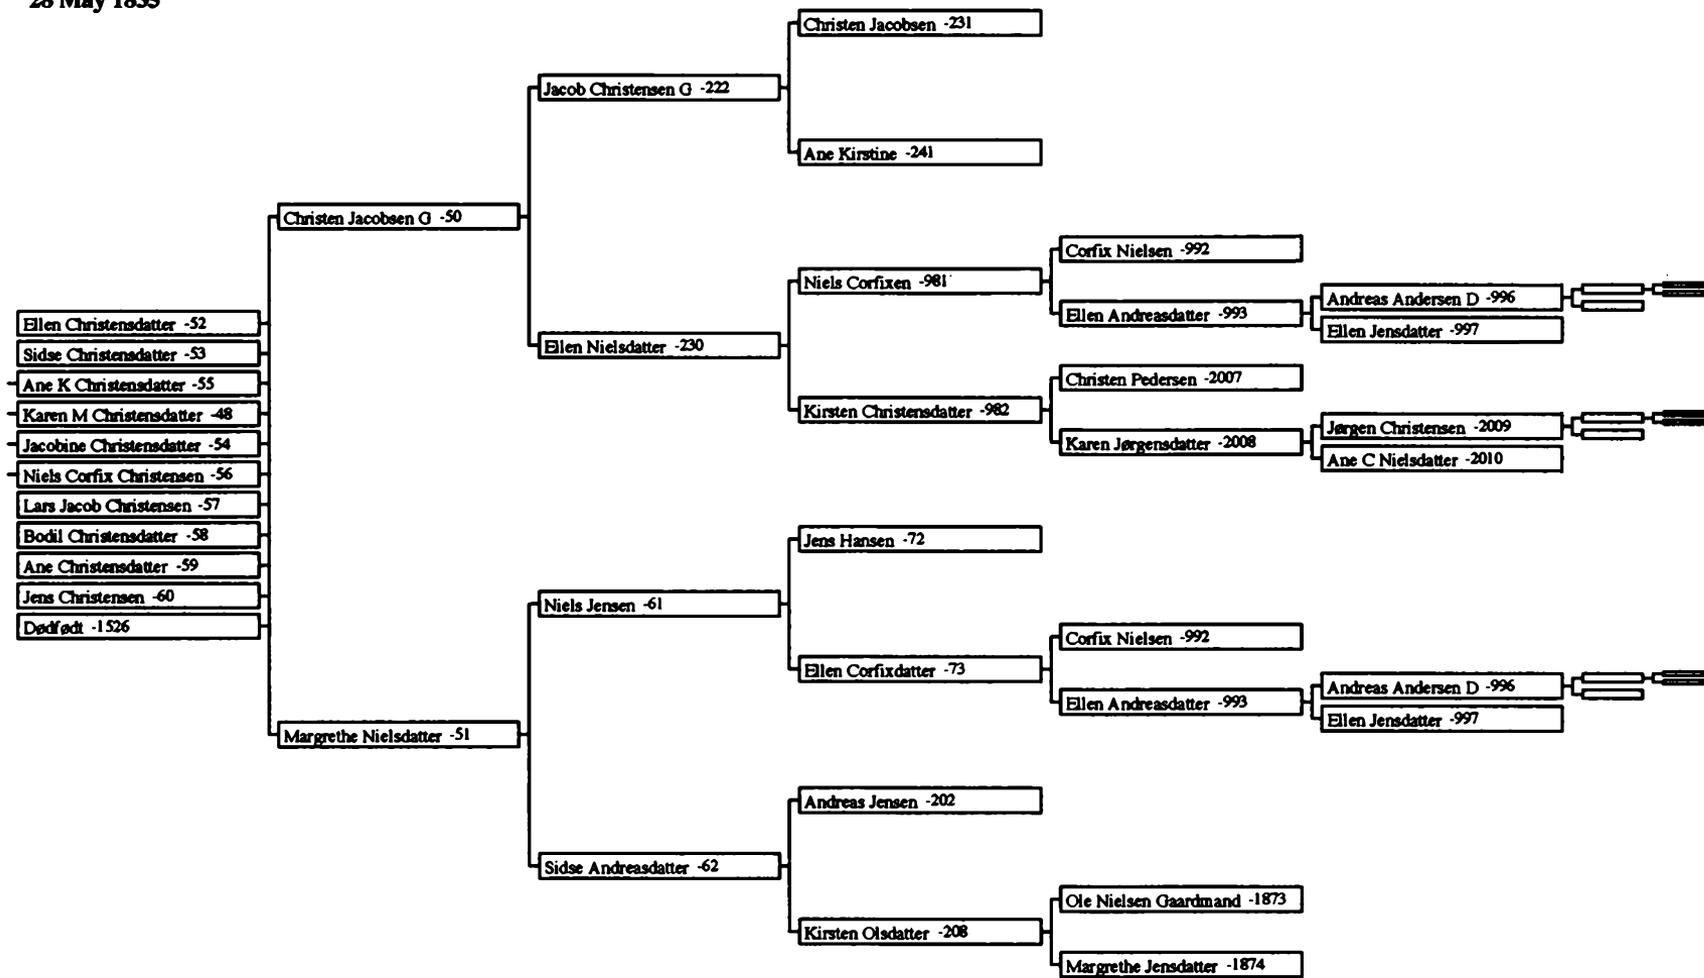 28 May 1835
Christen Jacobsen -231
Jacob Christensen G -222
Ane Kirstine -241
Christen Jacobsen G -50
Corfix Nielsen -992
Niels Corfixen -981
Andreas Andersen D -996
Ellen Andreasdatter -993
Ellen Christensdatter -52
Ellen Jensdatter -997
Ellen Nielsdatter -230
Sidse Christensdatter -53
Christen Pedersen -2007
Ane K Christensdatter -55
Kirsten Christensdatter -982
Karen M Christensdatter -48
Jørgen Christensen -2009
Karen Jørgensdatter -2008
Jacobine Christensdatter -54
Ane C Nielsdatter -2010
Niels Corfix Christensen -56
Lars Jacob Christensen -57
Bodil Christensdatter -58
Jens Hansen -72
Ane Christensdatter -59
Jens Christensen -60
Niels Jensen -61
Dødfødt -1526
Corfix Nielsen -992
Ellen Corfixdatter -73
Andreas Andersen D -996
Ellen Andreasdatter -993
Ellen Jensdatter -997
Margrethe Nielsdatter -51
Andreas Jensen -202
Sidse Andreasdatter -62
Ole Nielsen Gaardmand -1873
Kirsten Olsdatter -208
Margrethe Jensdatter -1874